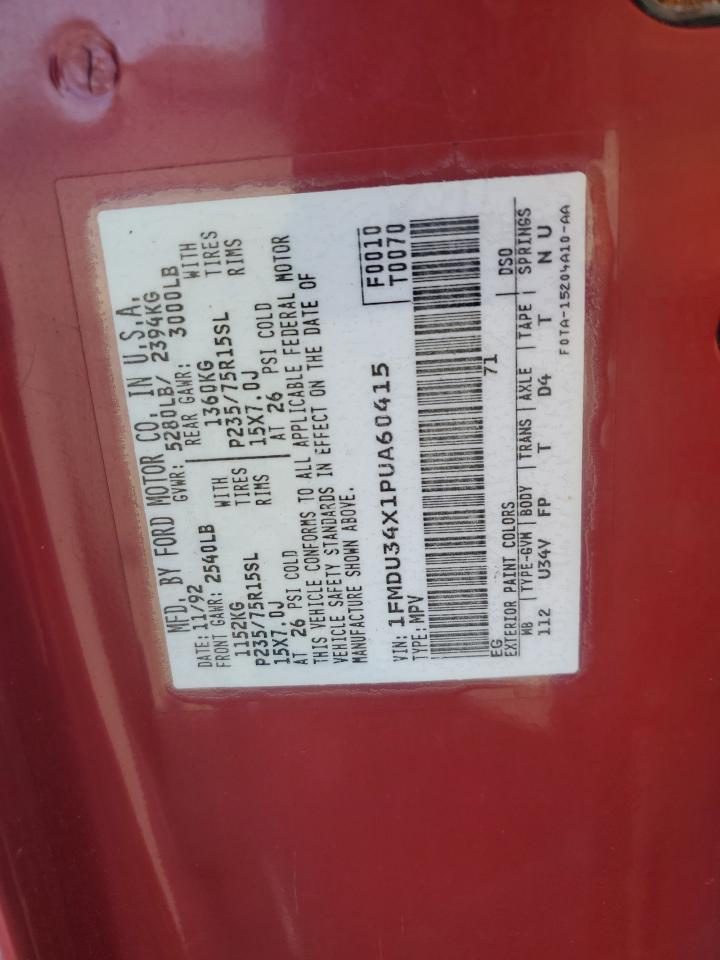 MFD. BY FORD MOTOR CO. IN U.S.A.
DATE: 11/92 GVWR: 5280LB/ 2394KG
FRONT GAWR: 2540LB REAR GAWR: 3000LB
1152KG WITH 1360KG WITH
P235/75R15SL TIRES P235/75R15SL TIRES
15X7.0J RIMS 15X7.0J RIMS
AT 26 PSI COLD AT 26 PSI COLD
THIS VEHICLE CONFORMS TO ALL APPLICABLE FEDERAL MOTOR
VEHICLE SAFETY STANDARDS IN EFFECT ON THE DATE OF
MANUFACTURE SHOWN ABOVE.
F0010
T0070
VIN: 1FMDU34X1PUA60415
TYPE: MPV
EG 71
EXTERIOR PAINT COLORS DSO
WB TYPE-GVM BODY TRANS AXLE TAPE SPRINGS
112 U34V FP T D4 T N U
F0TA-15204A10-AA